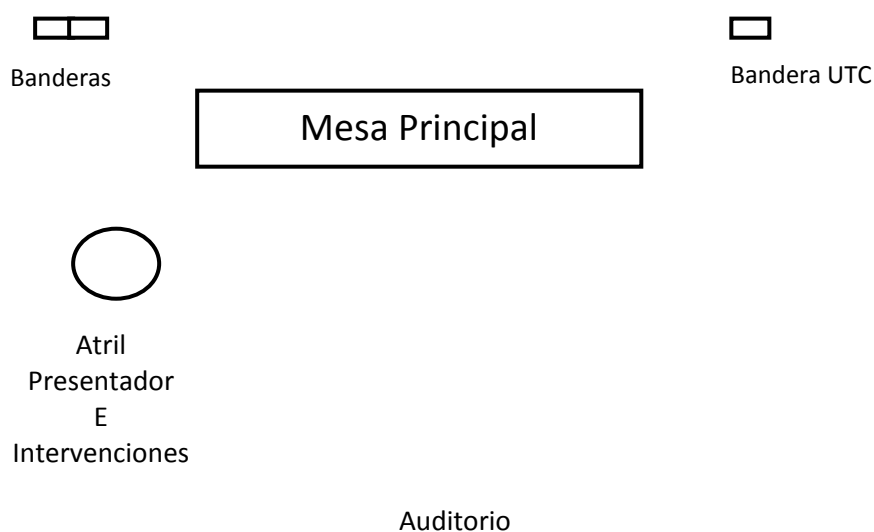 Banderas
Bandera UTC
Mesa Principal
Atril
Presentador
E
Intervenciones
Auditorio